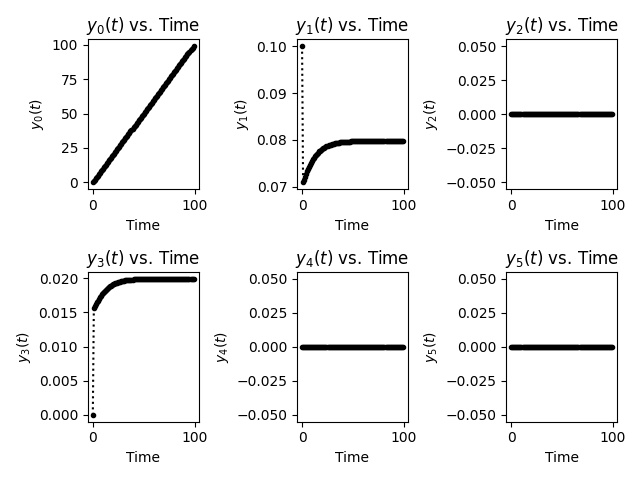 y₀(t) vs. Time
y₁(t) vs. Time
y₂(t) vs. Time
100
75
50
25
0
y₀(t)
0
100
Time
0.10
0.09
0.08
0.07
y₁(t)
0
100
Time
0.050
0.025
0.000
−0.025
−0.050
y₂(t)
0
100
Time
y₃(t) vs. Time
y₄(t) vs. Time
y₅(t) vs. Time
0.020
0.015
0.010
0.005
0.000
y₃(t)
0
100
Time
0.050
0.025
0.000
−0.025
−0.050
y₄(t)
0
100
Time
0.050
0.025
0.000
−0.025
−0.050
y₅(t)
0
100
Time